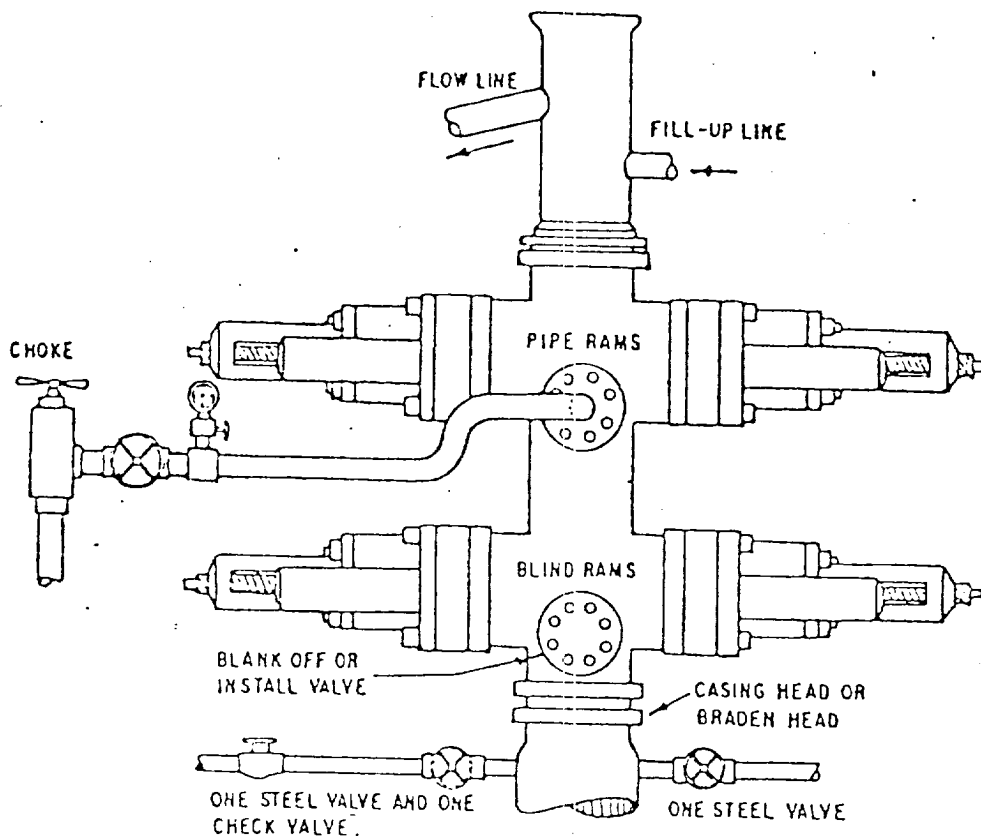 FLOW LINE
FILL-UP LINE
CHOKE
PIPE RAMS
BLIND RAMS
BLANK OFF OR
INSTALL VALVE
CASING HEAD OR
BRADEN HEAD
ONE STEEL VALVE AND ONE
CHECK VALVE.
ONE STEEL VALVE